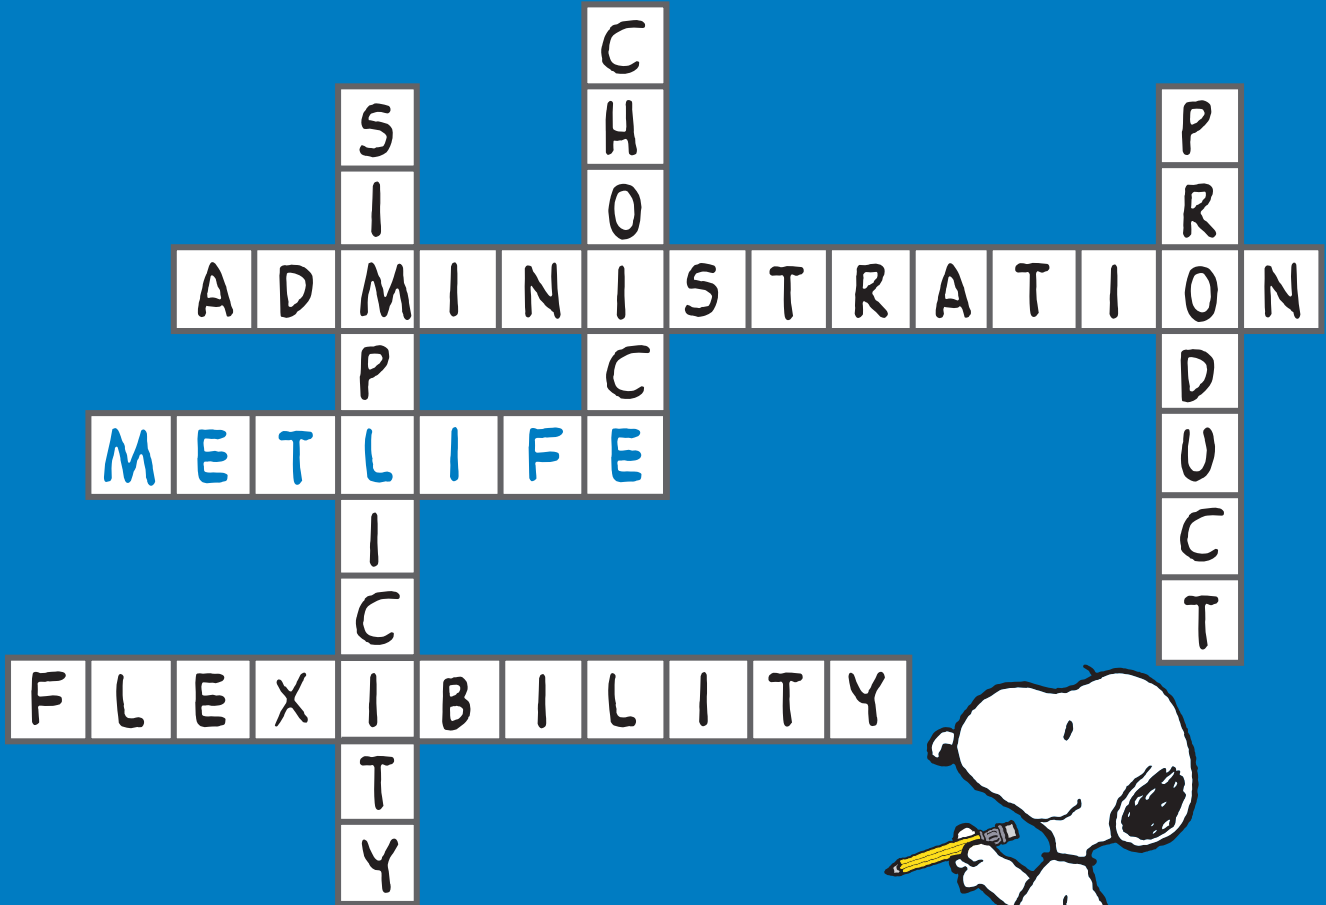 CHOICE
SIMPLICITY
PRODUCT
ADMINISTRATION
METLIFE
FLEXIBILITY